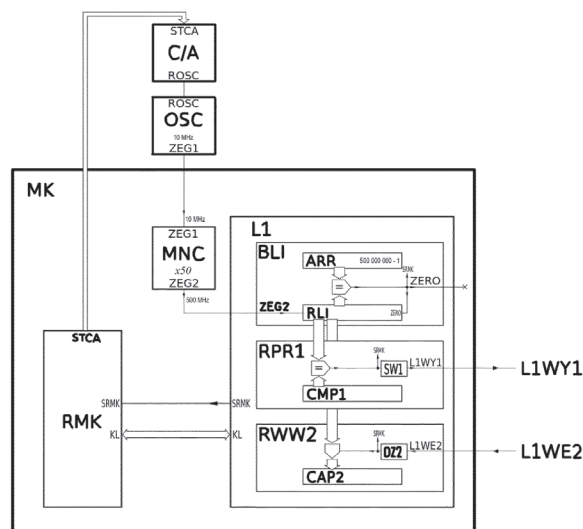 STCA
C/A
ROSC
ROSC
OSC
10 MHz
ZEG1
MK
10 MHz
ZEG1
MNC
x50
ZEG2
500 MHz
L1
BLI
ARR 500 000 000 - 1
SRMK
= ZERO
ZEG2 RLI ZERO
STCA
RPR1
SRMK
= SW1 L1WY1 L1WY1
CMP1
SRMK SRMK
RMK
KL KL
RWW2
SRMK
OZ2 L1WE2 L1WE2
CAP2